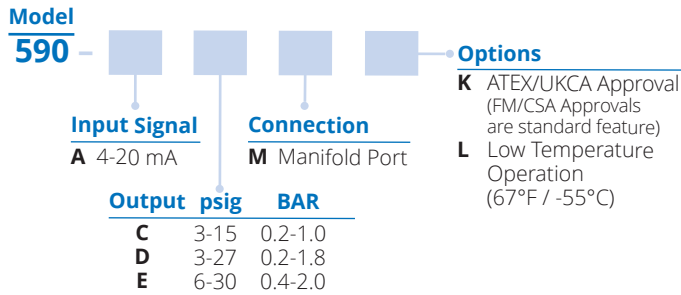 Model
590 –
Options
K ATEX/UKCA Approval
(FM/CSA Approvals
are standard feature)
L Low Temperature
Operation
(67°F / -55°C)
Input Signal
A 4-20 mA
Connection
M Manifold Port
Output psig BAR
C 3-15 0.2-1.0
D 3-27 0.2-1.8
E 6-30 0.4-2.0